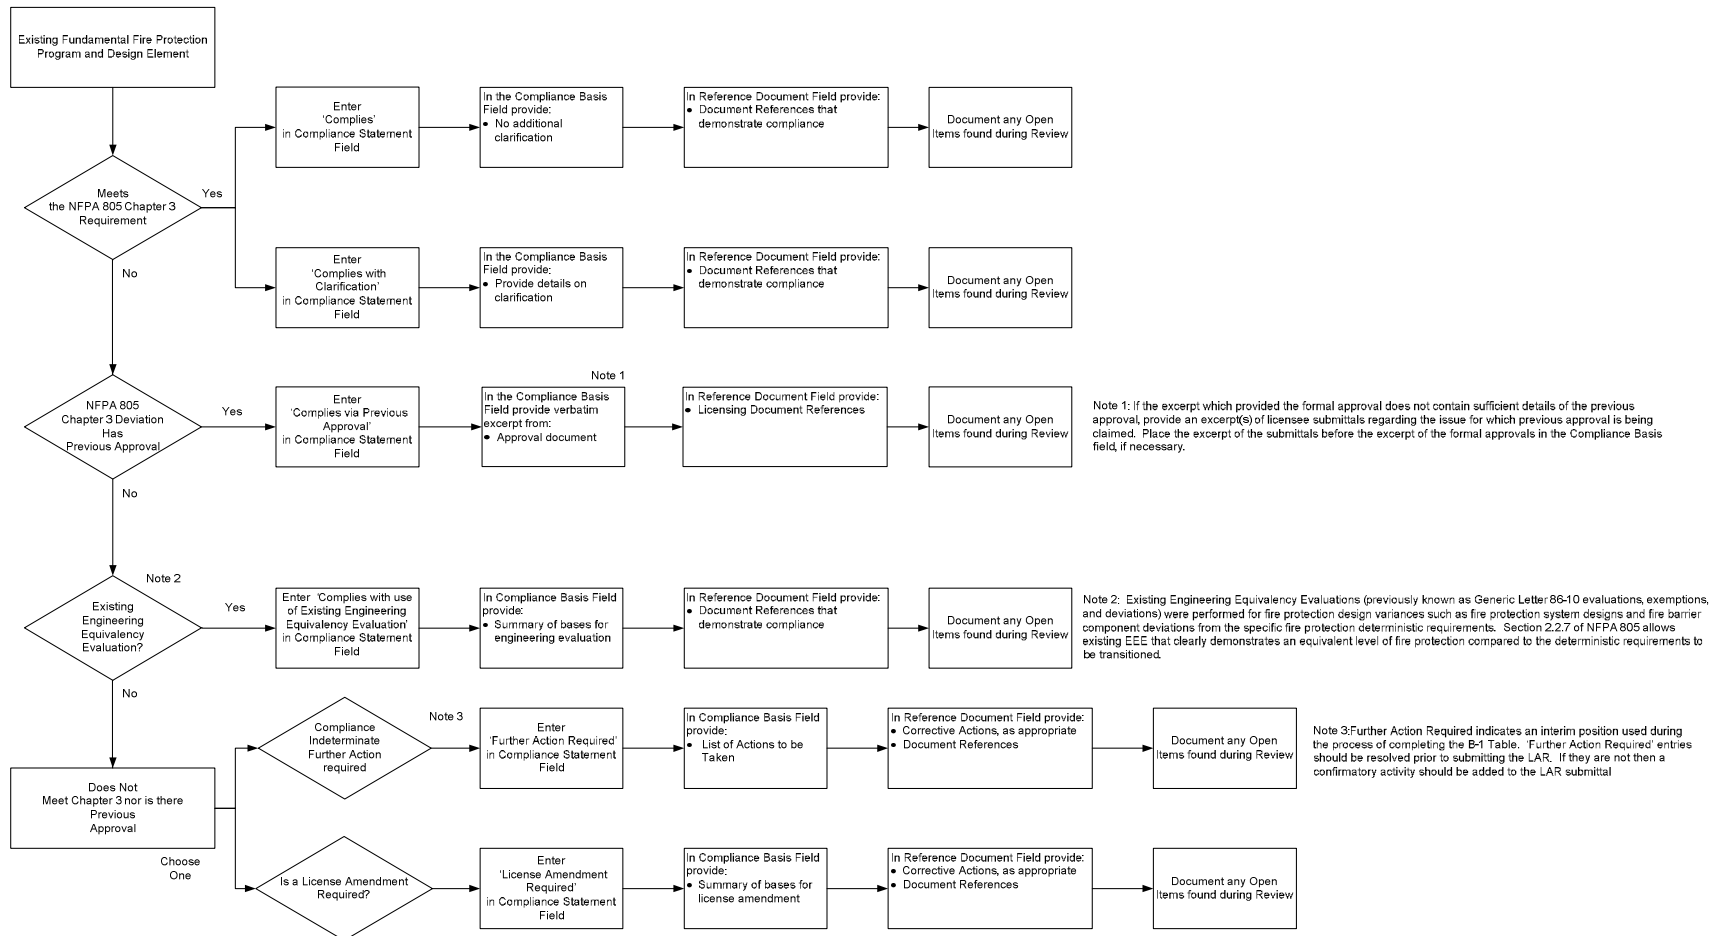 Existing Fundamental Fire Protection
Program and Design Element
Enter
'Complies'
in Compliance Statement
Field
In the Compliance Basis
Field provide:
• No additional
clarification
In Reference Document Field provide:
• Document References that
demonstrate compliance
Document any Open
Items found during Review
Meets
the NFPA 805 Chapter 3
Requirement
Yes
No
Enter
'Complies with
Clarification'
in Compliance Statement
Field
In the Compliance Basis
Field provide:
• Provide details on
clarification
In Reference Document Field provide:
• Document References that
demonstrate compliance
Document any Open
Items found during Review
NFPA 805
Chapter 3 Deviation
Has
Previous Approval
Yes
No
Enter
'Complies via Previous
Approval'
in Compliance Statement
Field
Note 1
In the Compliance Basis
Field provide verbatim
excerpt from:
• Approval document
In Reference Document Field provide:
• Licensing Document References
Document any Open
Items found during Review
Note 1: If the excerpt which provided the formal approval does not contain sufficient details of the previous
approval, provide an excerpt(s) of licensee submittals regarding the issue for which previous approval is being
claimed. Place the excerpt of the submittals before the excerpt of the formal approvals in the Compliance Basis
field, if necessary.
Note 2
Existing
Engineering
Equivalency
Evaluation?
Yes
No
Enter 'Complies with use
of Existing Engineering
Equivalency Evaluation'
in Compliance Statement
Field
In Compliance Basis Field
provide:
• Summary of bases for
engineering evaluation
In Reference Document Field provide:
• Document References that
demonstrate compliance
Document any Open
Items found during Review
Note 2: Existing Engineering Equivalency Evaluations (previously known as Generic Letter 86-10 evaluations, exemptions,
and deviations) were performed for fire protection design variances such as fire protection system designs and fire barrier
component deviations from the specific fire protection deterministic requirements. Section 2.2.7 of NFPA 805 allows
existing EEE that clearly demonstrates an equivalent level of fire protection compared to the deterministic requirements to
be transitioned.
Does Not
Meet Chapter 3 nor is there
Previous
Approval
Choose
One
Compliance
Indeterminate
Further Action
required
Note 3
Enter
'Further Action Required'
in Compliance Statement
Field
In Compliance Basis Field
provide:
• List of Actions to be
Taken
In Reference Document Field provide:
• Corrective Actions, as appropriate
• Document References
Document any Open
Items found during Review
Note 3:Further Action Required indicates an interim position used during
the process of completing the B-1 Table. 'Further Action Required' entries
should be resolved prior to submitting the LAR. If they are not then a
confirmatory activity should be added to the LAR submittal
Is a License Amendment
Required?
Enter
'License Amendment
Required'
in Compliance Statement
Field
In Compliance Basis Field
provide:
• Summary of bases for
license amendment
In Reference Document Field provide:
• Corrective Actions, as appropriate
• Document References
Document any Open
Items found during Review